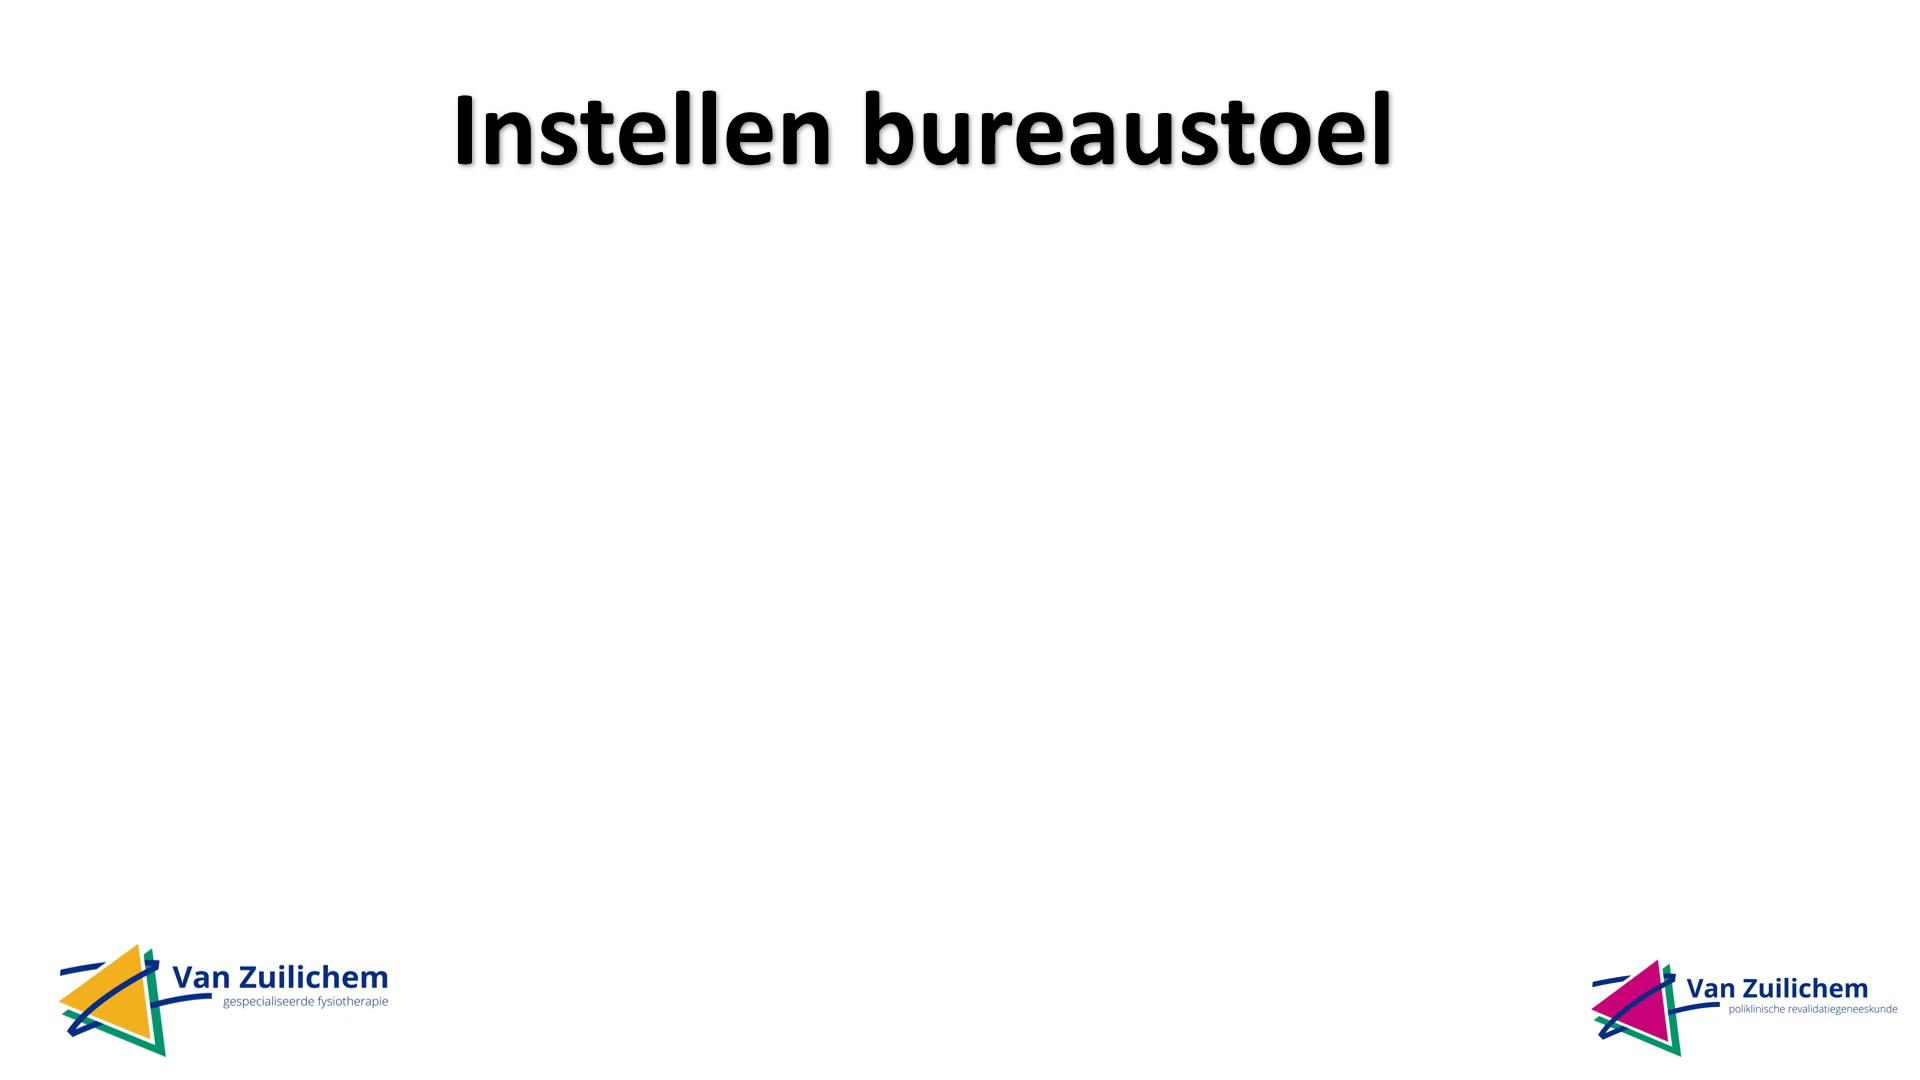 Instellen bureaustoel
Van Zuilichem
gespecialiseerde fysiotherapie
Van Zuilichem
poliklinische revalidatiegeneeskunde